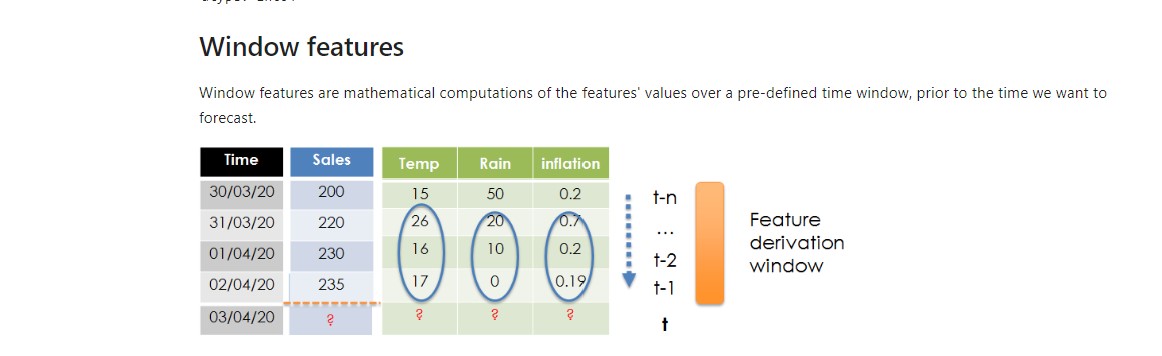 Window features
Window features are mathematical computations of the features' values over a pre-defined time window, prior to the time we want to
forecast.
Time Sales Temp Rain inflation
30/03/20 200 15 50 0.2 t-n
31/03/20 220 26 20 0.7 ...
01/04/20 230 16 10 0.2 t-2
02/04/20 235 17 0 0.19 t-1
03/04/20 ? ? ? ? t
Feature
derivation
window